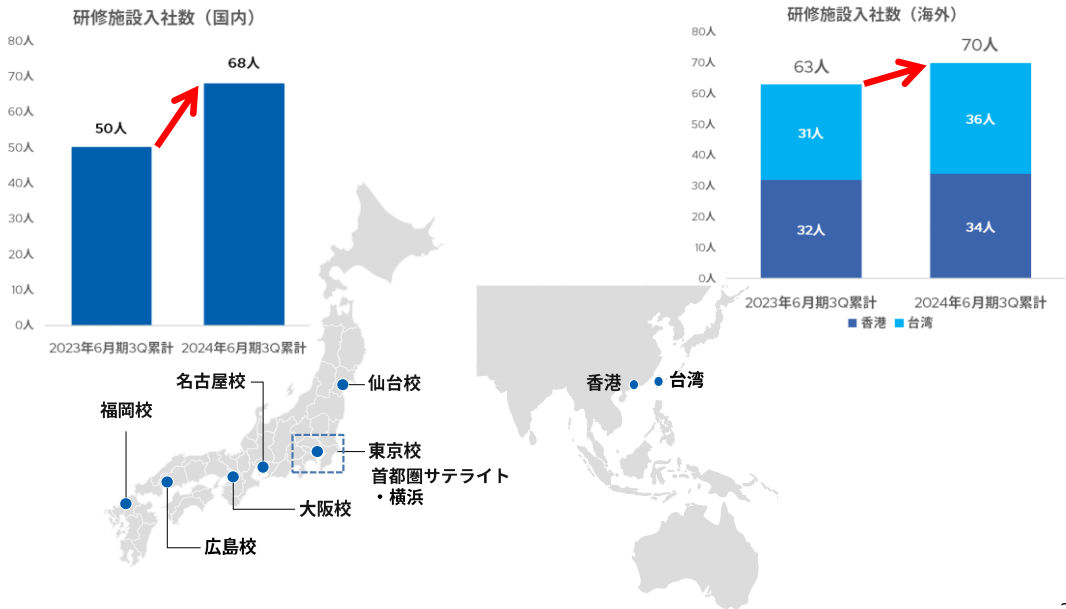 研修施設入社数（国内）
80人
70人
60人
50人
40人
30人
20人
10人
0人
50人
68人
2023年6月期3Q累計
2024年6月期3Q累計
研修施設入社数（海外）
80人
70人
60人
50人
40人
30人
20人
10人
0人
63人
70人
31人
36人
32人
34人
2023年6月期3Q累計
2024年6月期3Q累計
香港
台湾
名古屋校
仙台校
福岡校
東京校
首都圏サテライト
・横浜
大阪校
広島校
香港
台湾